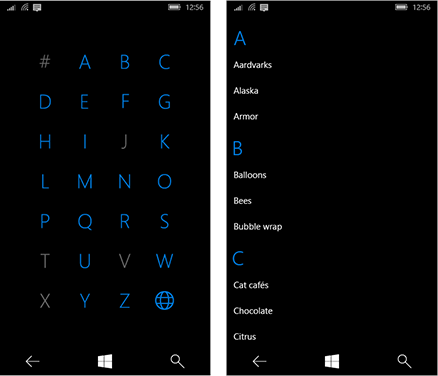 12:56
# A B C
D E F G
H I J K
L M N O
P Q R S
T U V W
X Y Z
12:56
A
Aardvarks
Alaska
Armor
B
Balloons
Bees
Bubble wrap
C
Cat cafés
Chocolate
Citrus